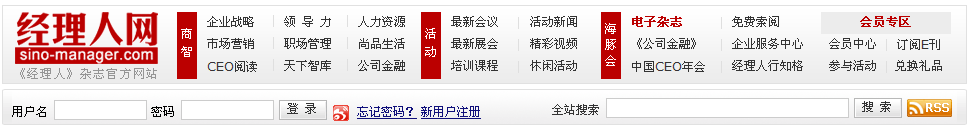 经理人网
sino-manager.com
《经理人》杂志官方网站
商智
企业战略 领 导 力 人力资源
市场营销 职场管理 尚品生活
CEO阅读 天下智库 公司金融
活动
最新会议 活动新闻
最新展会 精彩视频
培训课程 休闲活动
海豚会
电子杂志 免费索阅
《公司金融》 企业服务中心
中国CEO年会 经理人行知格
会员专区
会员中心 订阅E刊
参与活动 兑换礼品
用户名 密码 登 录 忘记密码？ 新用户注册 全站搜索 搜 索 RSS